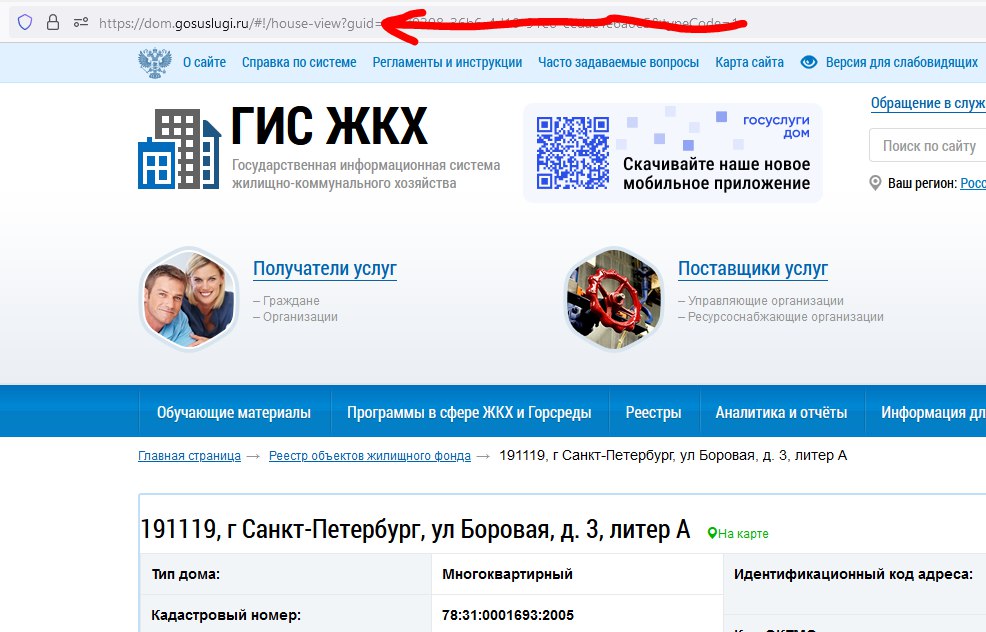 https://dom.gosuslugi.ru/#!/house-view?guid=
О сайте Справка по системе Регламенты и инструкции Часто задаваемые вопросы Карта сайта Версия для слабовидящих
ГИС ЖКХ
Государственная информационная система
жилищно-коммунального хозяйства
госуслуги
дом
Скачивайте наше новое
мобильное приложение
Обращение в служ
Поиск по сайту
Ваш регион: Росс
Получатели услуг
– Граждане
– Организации
Поставщики услуг
– Управляющие организации
– Ресурсоснабжающие организации
Обучающие материалы Программы в сфере ЖКХ и Горсреды Реестры Аналитика и отчёты Информация дл
Главная страница → Реестр объектов жилищного фонда → 191119, г Санкт-Петербург, ул Боровая, д. 3, литер А
191119, г Санкт-Петербург, ул Боровая, д. 3, литер А На карте
Тип дома: Многоквартирный Идентификационный код адреса:
Кадастровый номер: 78:31:0001693:2005